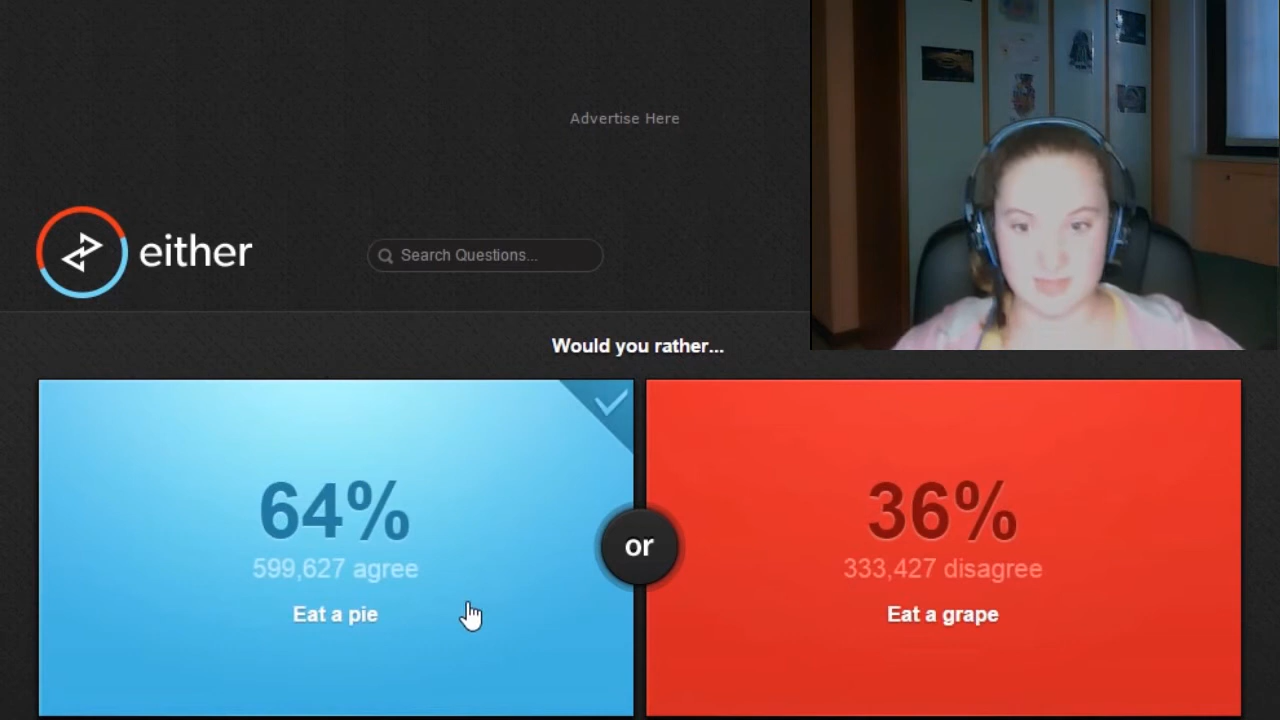 Advertise Here
either
Search Questions...
Would you rather...
64%
599,627 agree
Eat a pie
or
36%
333,427 disagree
Eat a grape